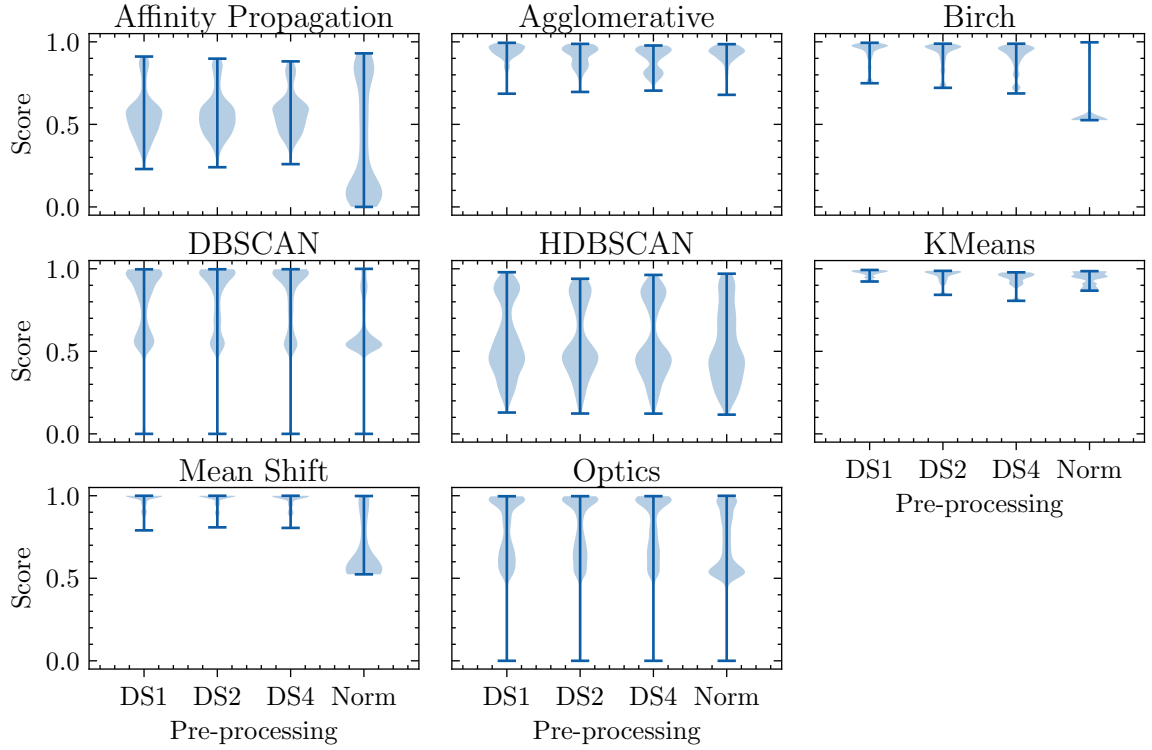 Affinity Propagation Agglomerative Birch
Score 1.0 0.5 0.0
DBSCAN HDBSCAN KMeans
Score 1.0 0.5 0.0
DS1 DS2 DS4 Norm
Pre-processing
Mean Shift Optics
Score 1.0 0.5 0.0
DS1 DS2 DS4 Norm DS1 DS2 DS4 Norm
Pre-processing Pre-processing